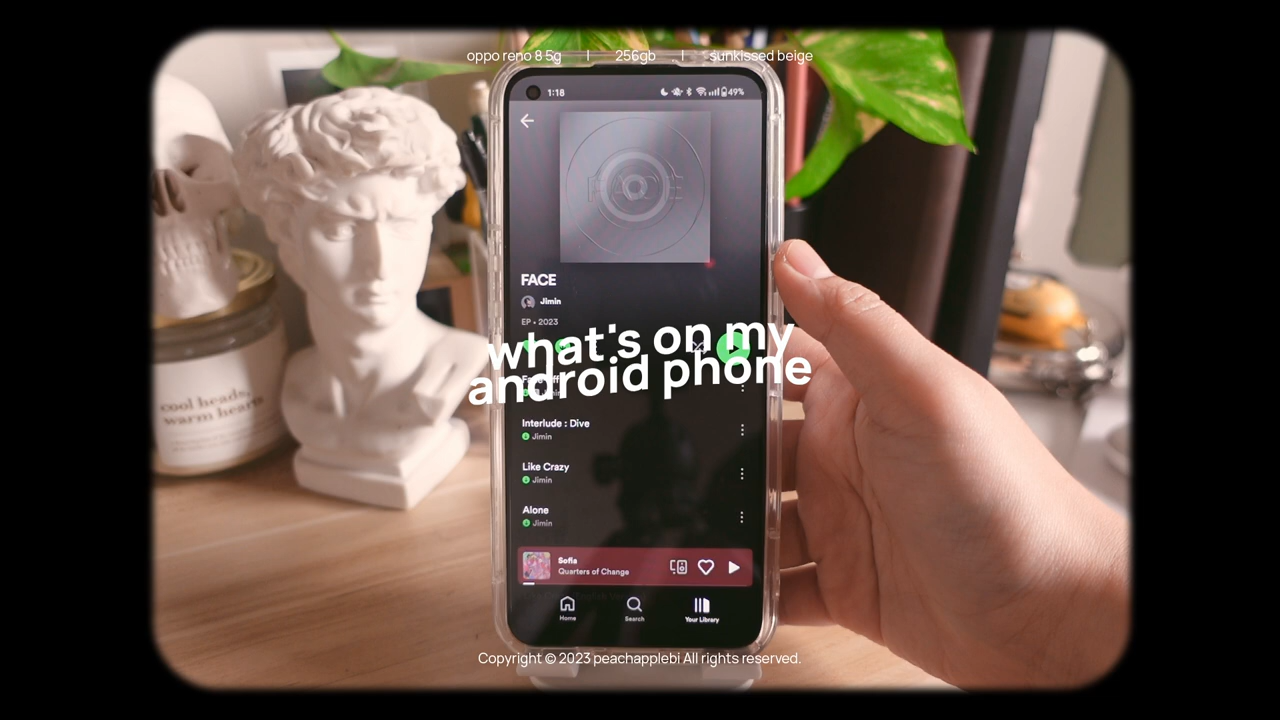 oppo reno 8 5g | 256gb | sunkissed beige
1:18
49%
FACE
FACE
Jimin
EP • 2023
what's on my
android phone
Interlude : Dive
Jimin
Like Crazy
Jimin
Alone
Jimin
Sofia
Quarters of Change
Home
Search
Your Library
cool heads,
warm hearts
Copyright © 2023 peachapplebi All rights reserved.